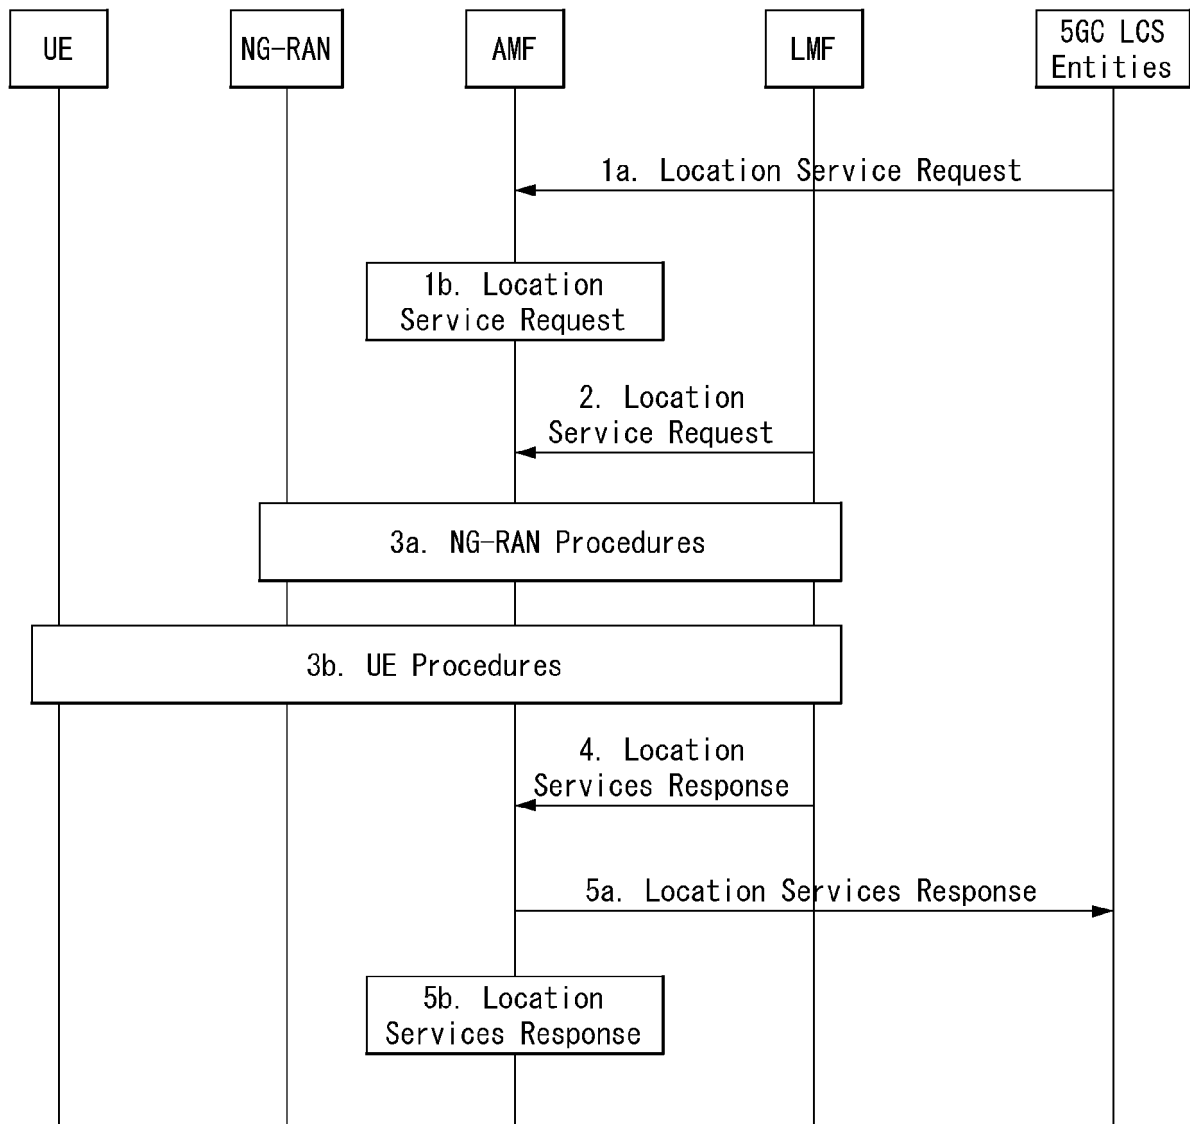 UE
NG-RAN
AMF
LMF
5GC LCS
Entities
1a. Location Service Request
1b. Location
Service Request
2. Location
Service Request
3a. NG-RAN Procedures
3b. UE Procedures
4. Location
Services Response
5a. Location Services Response
5b. Location
Services Response